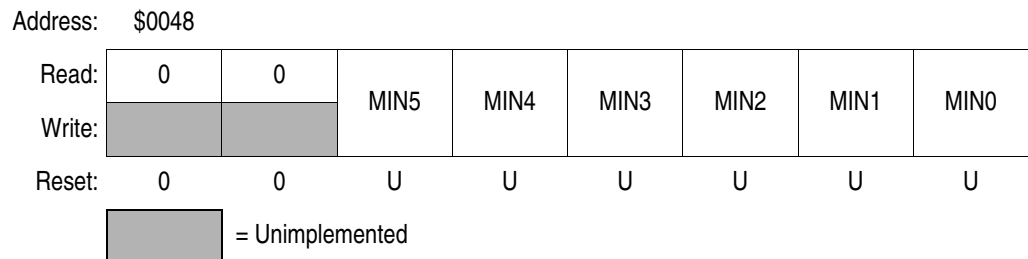 Address: $0048
Read: 0 0 MIN5 MIN4 MIN3 MIN2 MIN1 MIN0
Write:
Reset: 0 0 U U U U U U
= Unimplemented